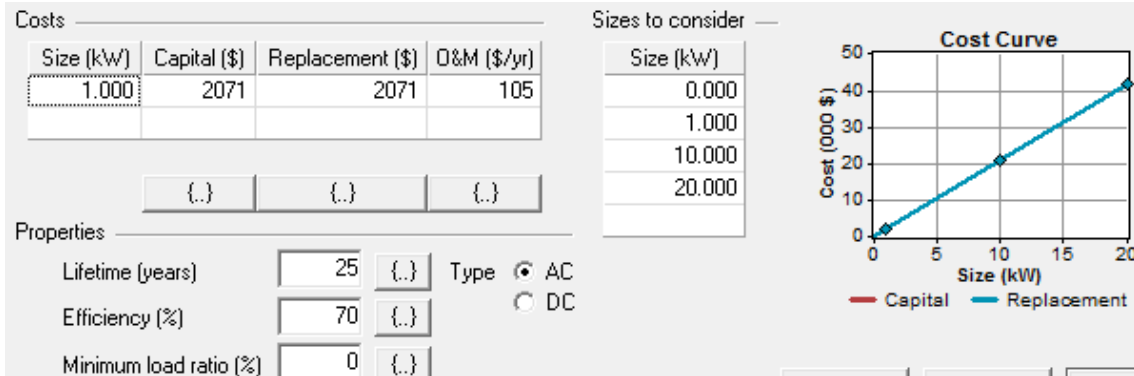 Costs
Size (kW) Capital ($) Replacement ($) O&M ($/yr)
1.000 2071 2071 105
{..} {..} {..}
Sizes to consider
Size (kW)
0.000
1.000
10.000
20.000
Cost Curve
Cost (000 $)
50
40
30
20
10
0
0 5 10 15 20
Size (kW)
Capital Replacement
Properties
Lifetime (years) 25 {..} Type AC
DC
Efficiency (%) 70 {..}
Minimum load ratio (%) 0 {..}